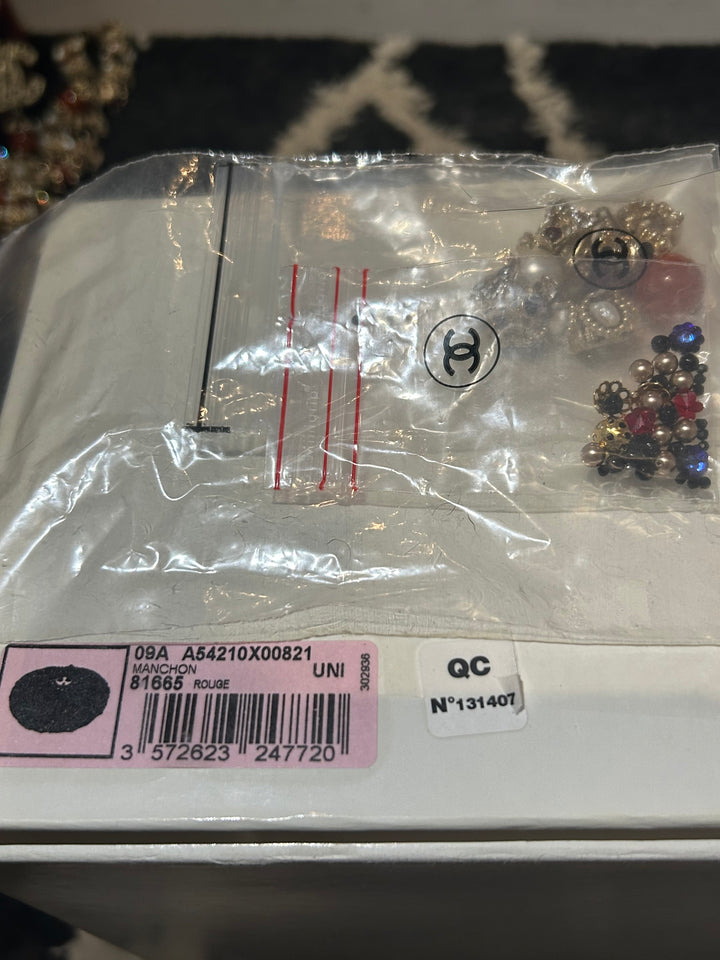 09A A54210X00821
MANCHON
UNI
81665 ROUGE
302936
3 572623 247720
QC
N°131407